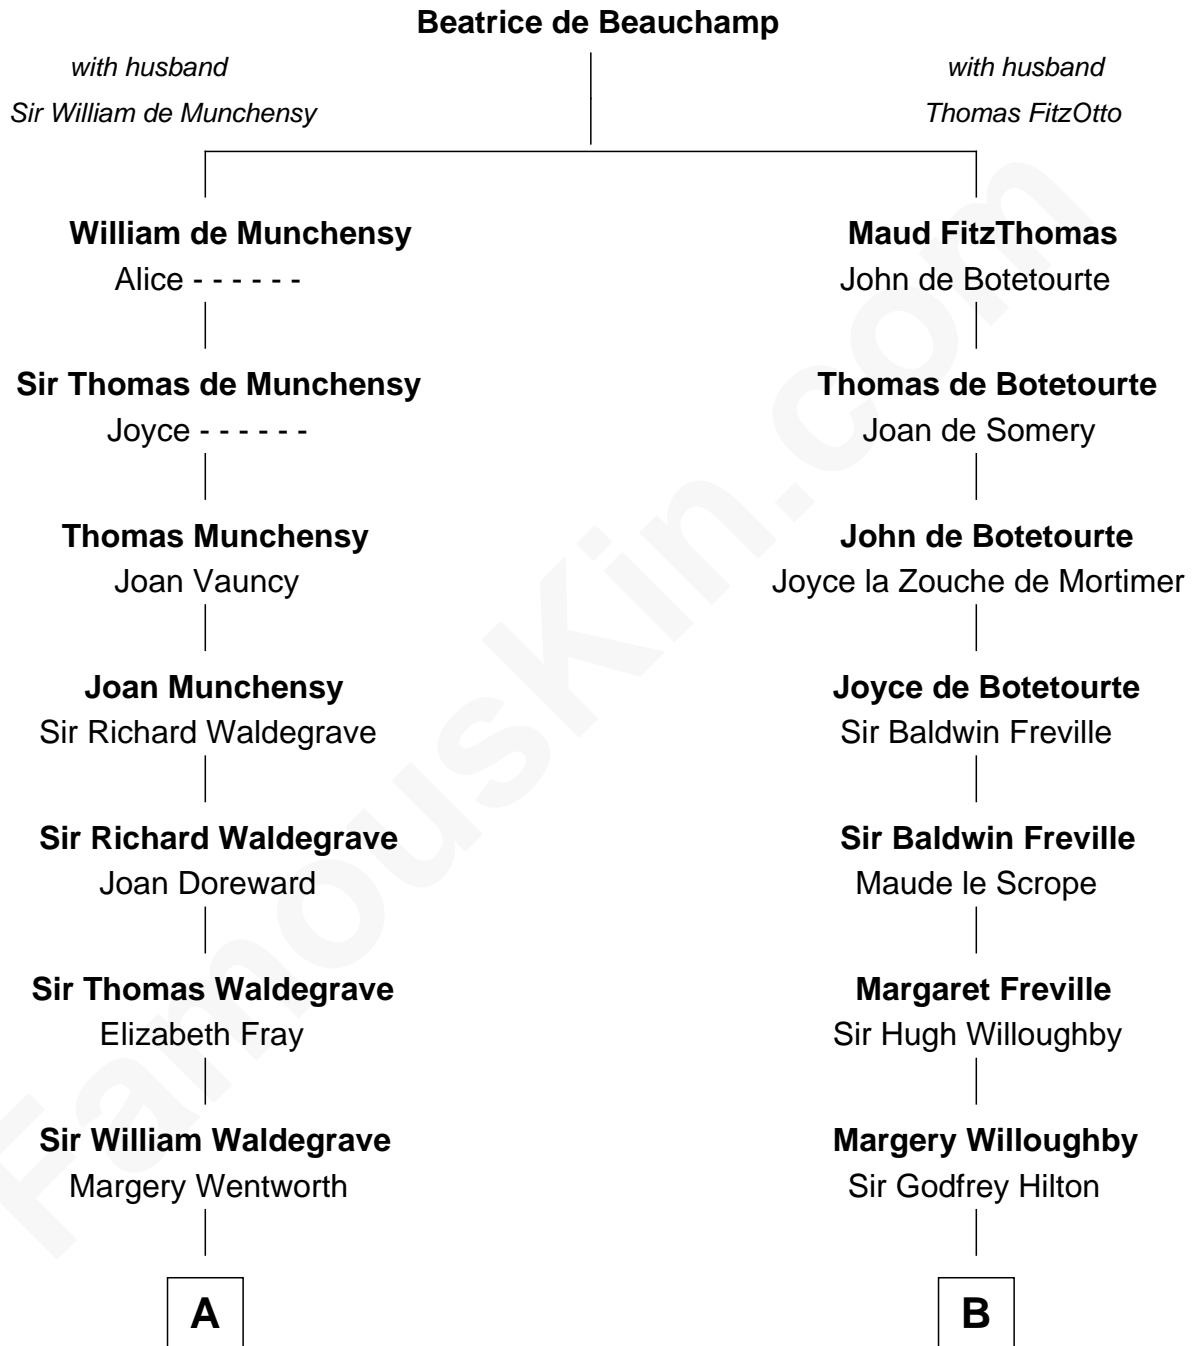 Beatrice de Beauchamp
with husband
Sir William de Munchensy
with husband
Thomas FitzOtto
William de Munchensy
Alice - - - - - -
Maud FitzThomas
John de Botetourte
Sir Thomas de Munchensy
Joyce - - - - - -
Thomas de Botetourte
Joan de Somery
Thomas Munchensy
Joan Vauncy
John de Botetourte
Joyce la Zouche de Mortimer
Joan Munchensy
Sir Richard Waldegrave
Joyce de Botetourte
Sir Baldwin Freville
Sir Richard Waldegrave
Joan Doreward
Sir Baldwin Freville
Maude le Scrope
Sir Thomas Waldegrave
Elizabeth Fray
Margaret Freville
Sir Hugh Willoughby
Sir William Waldegrave
Margery Wentworth
Margery Willoughby
Sir Godfrey Hilton
A
B
FamousKin.com